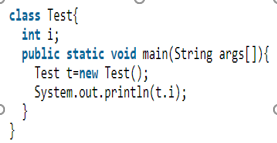 class Test{
int i;
public static void main(String args[]){
Test t=new Test();
System.out.println(t.i);
}
}